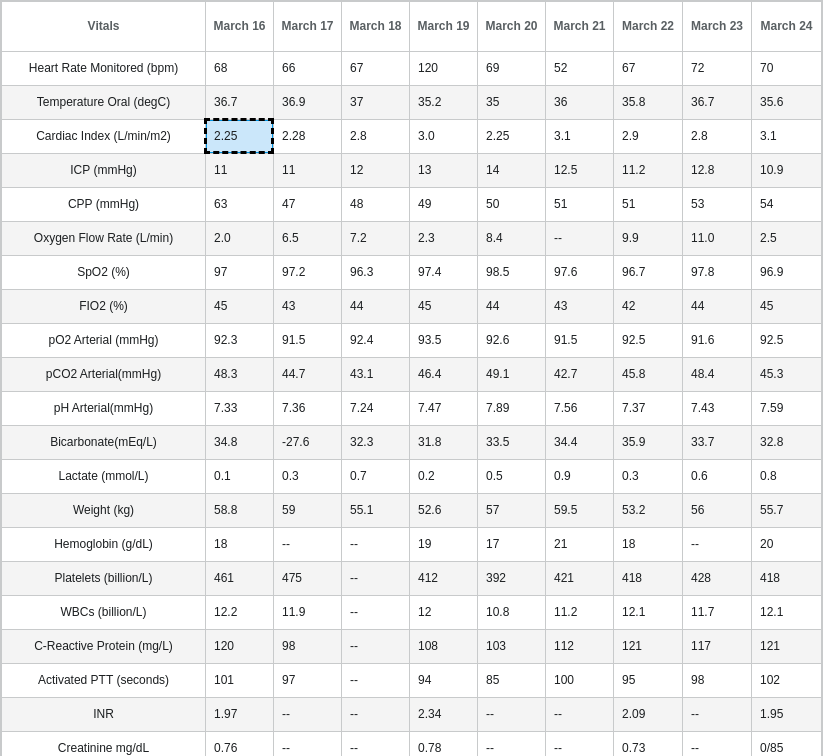 Vitals March 16 March 17 March 18 March 19 March 20 March 21 March 22 March 23 March 24
Heart Rate Monitored (bpm) 68 66 67 120 69 52 67 72 70
Temperature Oral (degC) 36.7 36.9 37 35.2 35 36 35.8 36.7 35.6
Cardiac Index (L/min/m2) 2.25 2.28 2.8 3.0 2.25 3.1 2.9 2.8 3.1
ICP (mmHg) 11 11 12 13 14 12.5 11.2 12.8 10.9
CPP (mmHg) 63 47 48 49 50 51 51 53 54
Oxygen Flow Rate (L/min) 2.0 6.5 7.2 2.3 8.4 -- 9.9 11.0 2.5
SpO2 (%) 97 97.2 96.3 97.4 98.5 97.6 96.7 97.8 96.9
FIO2 (%) 45 43 44 45 44 43 42 44 45
pO2 Arterial (mmHg) 92.3 91.5 92.4 93.5 92.6 91.5 92.5 91.6 92.5
pCO2 Arterial(mmHg) 48.3 44.7 43.1 46.4 49.1 42.7 45.8 48.4 45.3
pH Arterial(mmHg) 7.33 7.36 7.24 7.47 7.89 7.56 7.37 7.43 7.59
Bicarbonate(mEq/L) 34.8 -27.6 32.3 31.8 33.5 34.4 35.9 33.7 32.8
Lactate (mmol/L) 0.1 0.3 0.7 0.2 0.5 0.9 0.3 0.6 0.8
Weight (kg) 58.8 59 55.1 52.6 57 59.5 53.2 56 55.7
Hemoglobin (g/dL) 18 -- -- 19 17 21 18 -- 20
Platelets (billion/L) 461 475 -- 412 392 421 418 428 418
WBCs (billion/L) 12.2 11.9 -- 12 10.8 11.2 12.1 11.7 12.1
C-Reactive Protein (mg/L) 120 98 -- 108 103 112 121 117 121
Activated PTT (seconds) 101 97 -- 94 85 100 95 98 102
INR 1.97 -- -- 2.34 -- -- 2.09 -- 1.95
Creatinine mg/dL 0.76 -- -- 0.78 -- -- 0.73 -- 0/85